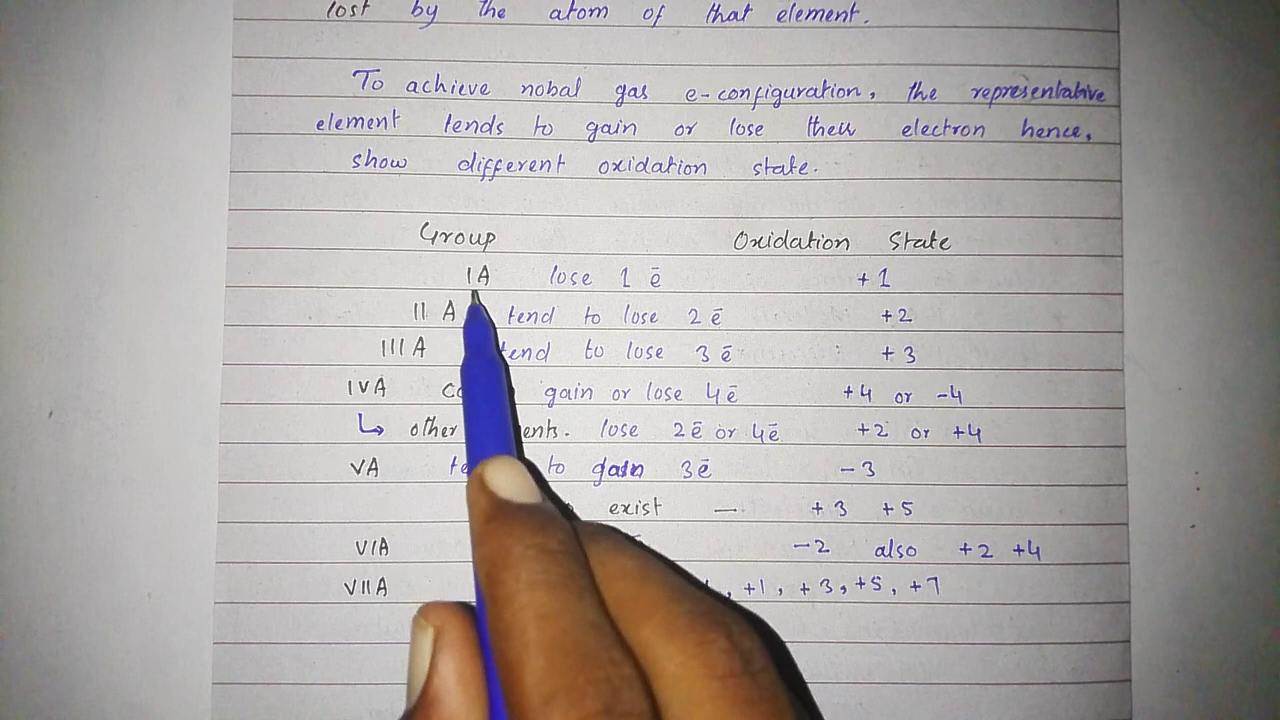 lost by the atom of that element.
To achieve nobal gas e-configuration, the representative
element tends to gain or lose their electron hence,
show different oxidation state.
Group Oxidation State
IA lose 1 ē +1
II A tend to lose 2 ē +2
III A tend to lose 3 ē +3
IVA gain or lose 4ē +4 or -4
↳ other lose 2ē or 4ē +2 or +4
VA to gain 3ē -3
exist — +3 +5
VIA -2 also +2 +4
VIIA , +1, +3, +5, +7